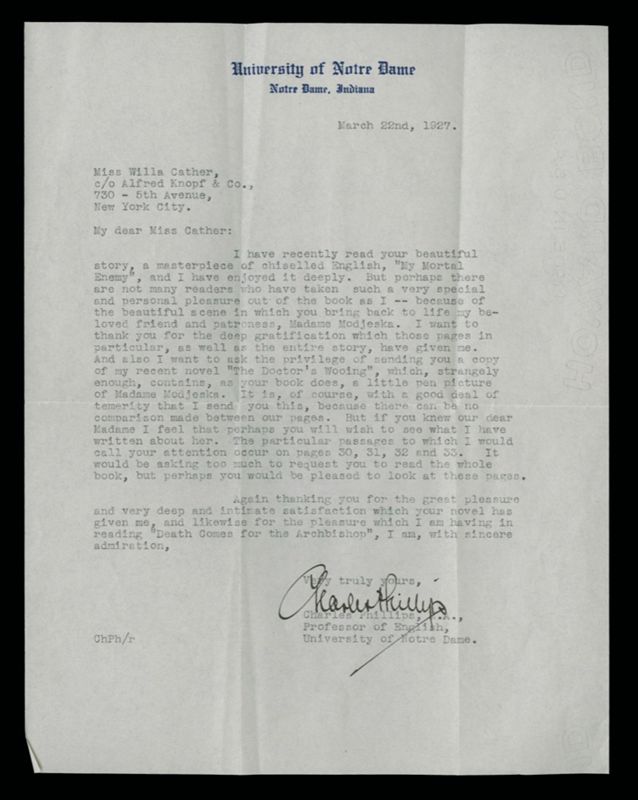 University of Notre Dame
Notre Dame, Indiana
March 22nd, 1927.
Miss Willa Cather,
c/o Alfred Knopf & Co.,
730 - 5th Avenue,
New York City.
My dear Miss Cather:
I have recently read your beautiful
story, a masterpiece of chiselled English, "My Mortal
Enemy", and I have enjoyed it deeply. But perhaps there
are not many readers who have taken such a very special
and personal pleasure out of the book as I -- because of
the beautiful scene in which you bring back to life my be-
loved friend and patroness, Madame Modjeska. I want to
thank you for the deep gratification which those pages in
particular, as well as the entire story, have given me.
And also I want to ask the privilege of sending you a copy
of my recent novel "The Doctor's Wooing", which, strangely
enough, contains, as your book does, a little pen picture
of Madame Modjeska. It is, of course, with a good deal of
temerity that I send you this, because there can be no
comparison made between our pages. But if you knew our dear
Madame I feel that perhaps you will wish to see what I have
written about her. The particular passages to which I would
call your attention occur on pages 30, 31, 32 and 33. It
would be asking too much to request you to read the whole
book, but perhaps you would be pleased to look at these pages.
Again thanking you for the great pleasure
and very deep and intimate satisfaction which your novel has
given me, and likewise for the pleasure which I am having in
reading "Death Comes for the Archbishop", I am, with sincere
admiration,
Very truly yours,
Charles Phillips
Charles Phillips, M.A.,
Professor of English,
ChPh/r University of Notre Dame.